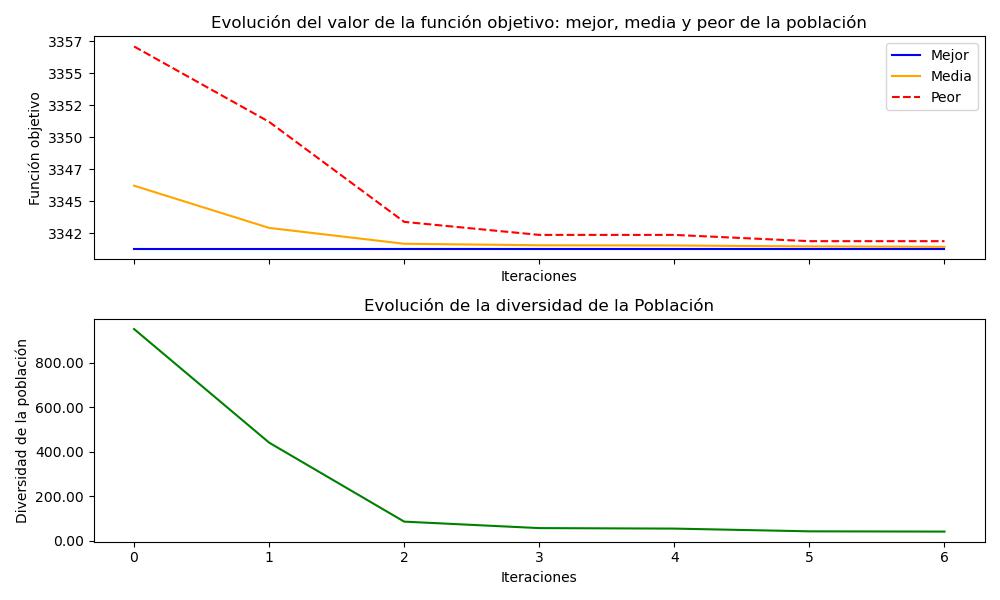 Evolución del valor de la función objetivo: mejor, media y peor de la población
Función objetivo
3357
3355
3352
3350
3347
3345
3342
Mejor
Media
Peor
Iteraciones
Evolución de la diversidad de la Población
Diversidad de la población
800.00
600.00
400.00
200.00
0.00
0 1 2 3 4 5 6
Iteraciones